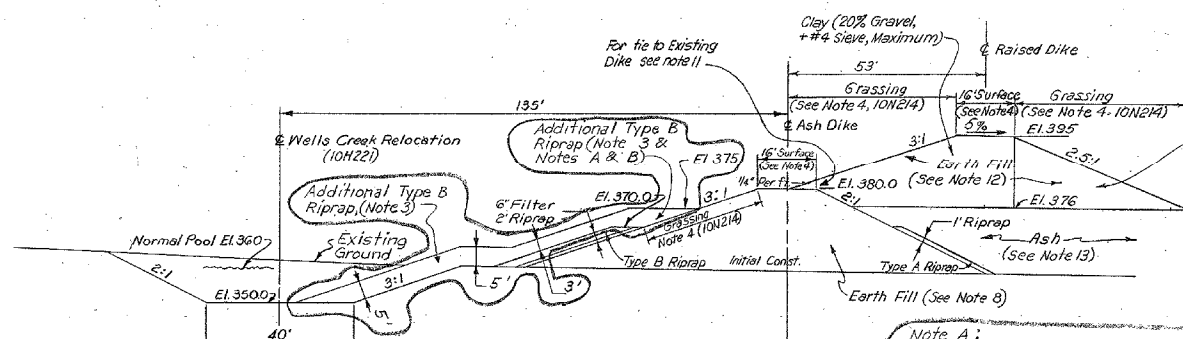 Clay (20% Gravel,
+#4 Sieve, Maximum)
℄ Raised Dike
For tie to Existing
Dike see note 11
53'
Grassing
(See Note 4, 10N214)
16' Surface
(See Note 4)
Grassing
(See Note 4, 10N214)
135'
℄ Ash Dike
5%
El. 395
℄ Wells Creek Relocation
(10H221)
Additional Type B
Riprap (Note 3 &
Notes A & B)
El 375
16' Surface
(See Note 4)
1/4" Per ft.
3:1
Earth Fill
(See Note 12)
2.5:1
Additional Type B
Riprap, (Note 3)
6" Filter
2' Riprap
El. 370.0
3:1
El. 380.0
El. 376
2:1
Grassing
Note 4 (10N214)
1' Riprap
Normal Pool El. 360
Existing
Ground
Type B Riprap
Initial Const.
Ash
(See Note 13)
Type A Riprap
2:1
3:1
5'
3'
El. 350.0
5'
Earth Fill (See Note 8)
40'
Note A: